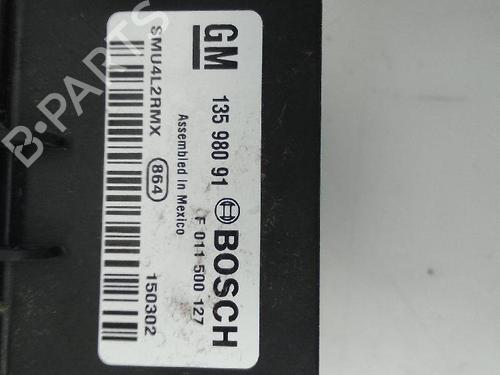 GM
135 980 91
BOSCH
F 011 500 127
Assembled in Mexico
SMU4L2RMX
864
150302
B-PARTS